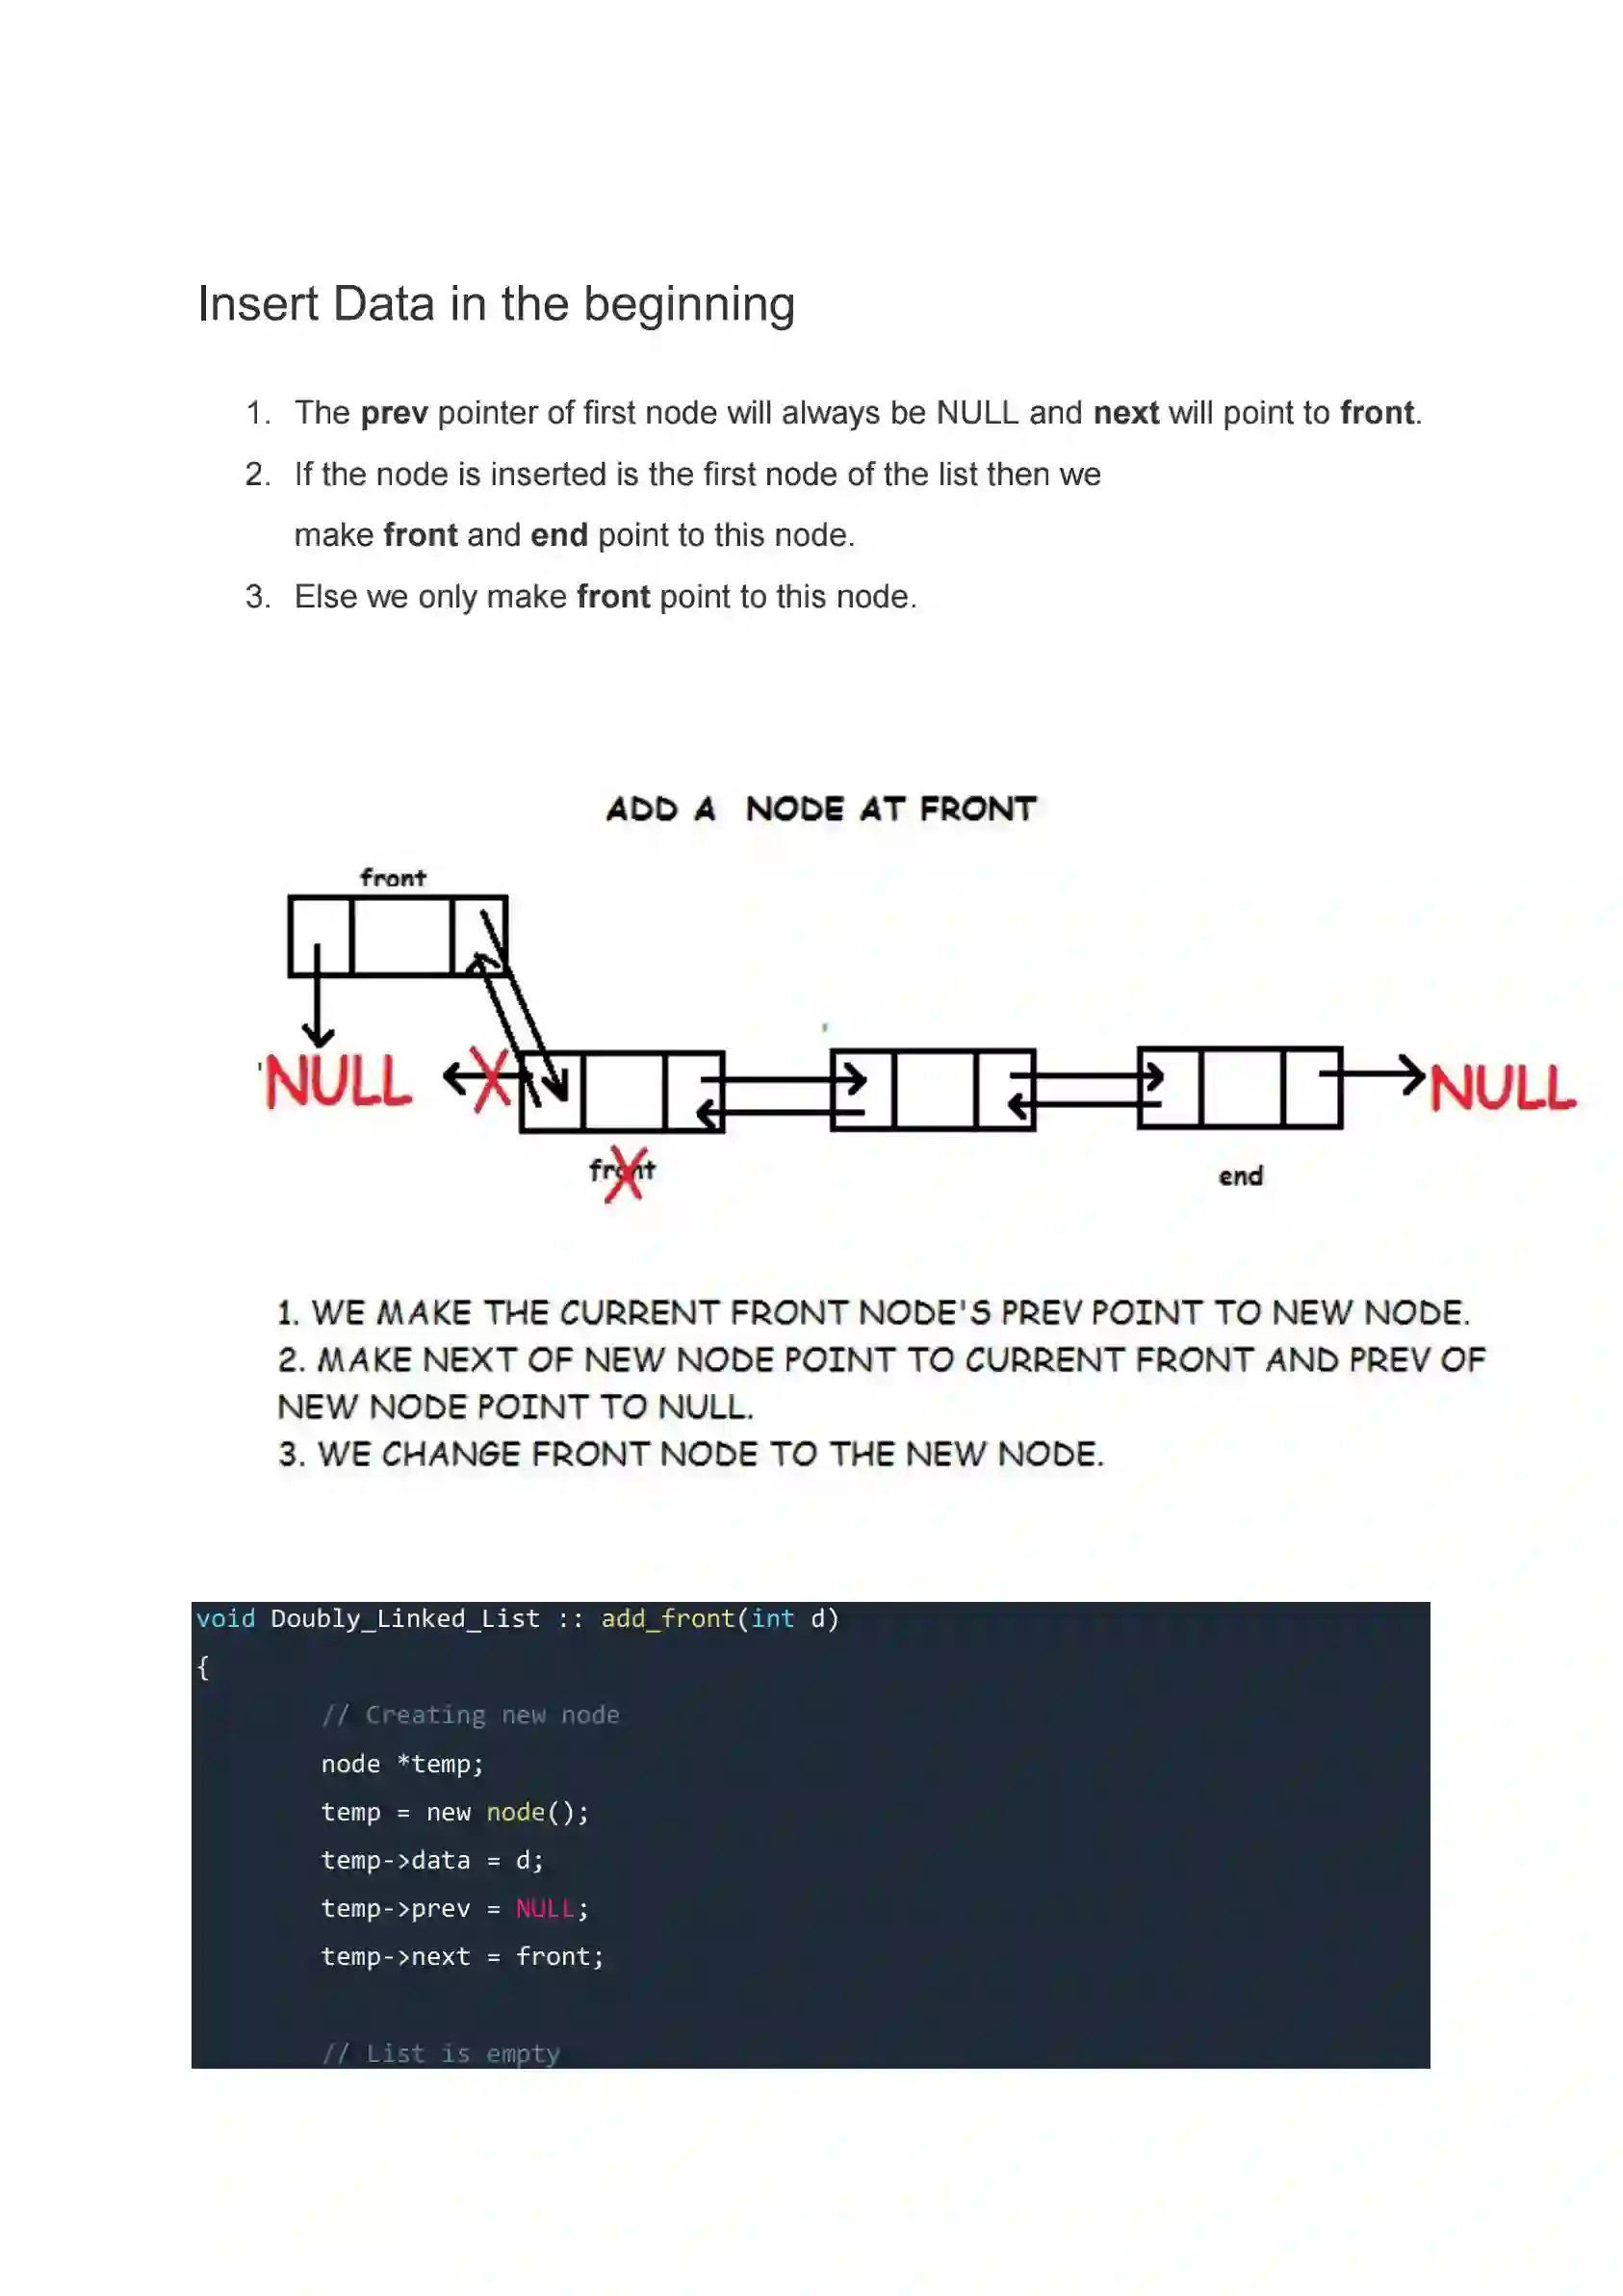 Insert Data in the beginning
1. The prev pointer of first node will always be NULL and next will point to front.
2. If the node is inserted is the first node of the list then we
make front and end point to this node.
3. Else we only make front point to this node.
ADD A NODE AT FRONT
front
NULL
NULL
front
end
1. WE MAKE THE CURRENT FRONT NODE'S PREV POINT TO NEW NODE.
2. MAKE NEXT OF NEW NODE POINT TO CURRENT FRONT AND PREV OF
NEW NODE POINT TO NULL.
3. WE CHANGE FRONT NODE TO THE NEW NODE.
void Doubly_Linked_List :: add_front(int d)
{
// Creating new node
node *temp;
temp = new node();
temp->data = d;
temp->prev = NULL;
temp->next = front;
// List is empty